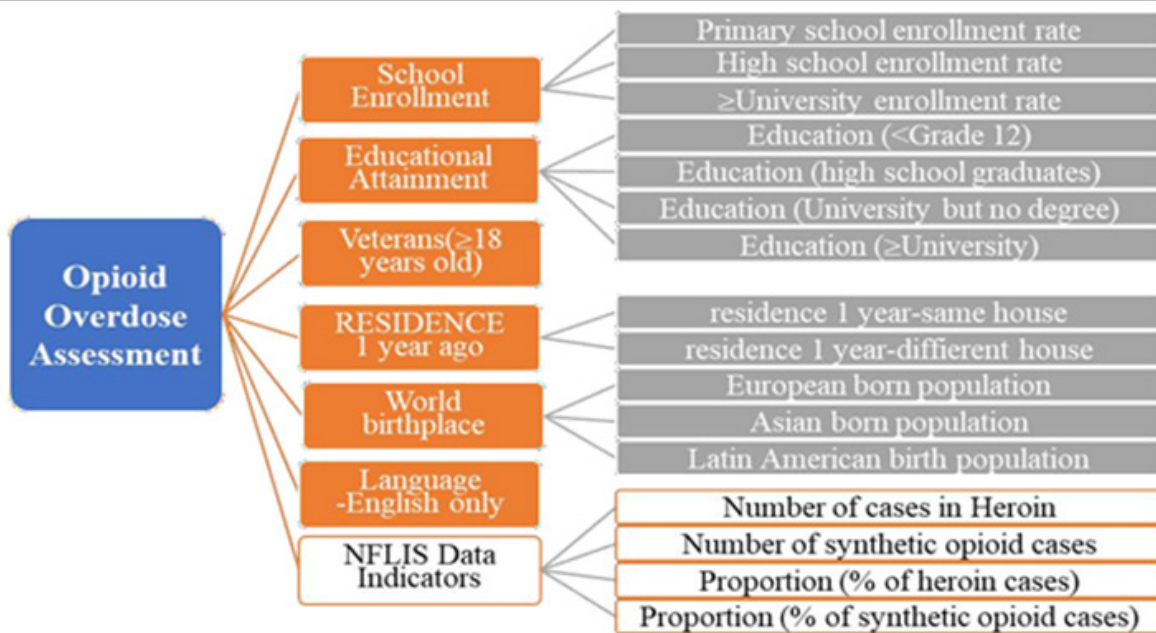 Opioid
Overdose
Assessment
School
Enrollment
Primary school enrollment rate
High school enrollment rate
≥University enrollment rate
Educational
Attainment
Education (<Grade 12)
Education (high school graduates)
Education (University but no degree)
Education (≥University)
Veterans(≥18
years old)
RESIDENCE
1 year ago
residence 1 year-same house
residence 1 year-diffierent house
World
birthplace
European born population
Asian born population
Latin American birth population
Language
-English only
NFLIS Data
Indicators
Number of cases in Heroin
Number of synthetic opioid cases
Proportion (% of heroin cases)
Proportion (% of synthetic opioid cases)